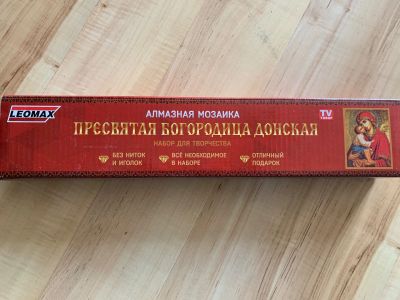 LEOMAX
АЛМАЗНАЯ МОЗАИКА
TV
ПРЕСВЯТАЯ БОГОРОДИЦА ДОНСКАЯ
НАБОР ДЛЯ ТВОРЧЕСТВА
БЕЗ НИТОК
И ИГОЛОК
ВСЁ НЕОБХОДИМОЕ
В НАБОРЕ
ОТЛИЧНЫЙ
ПОДАРОК